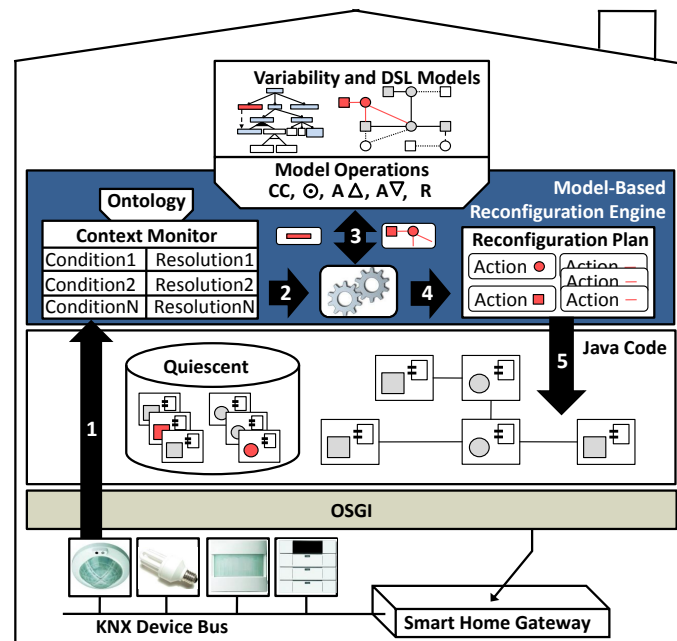 Variability and DSL Models
Model Operations
CC, ⊙, A △, A▽, R
Model-Based
Reconfiguration Engine
Ontology
Context Monitor
Condition1 Resolution1
Condition2 Resolution2
ConditionN ResolutionN
2
3
4
Reconfiguration Plan
Action Action
Action
Action Action
1
Quiescent
5
Java Code
OSGI
KNX Device Bus
Smart Home Gateway